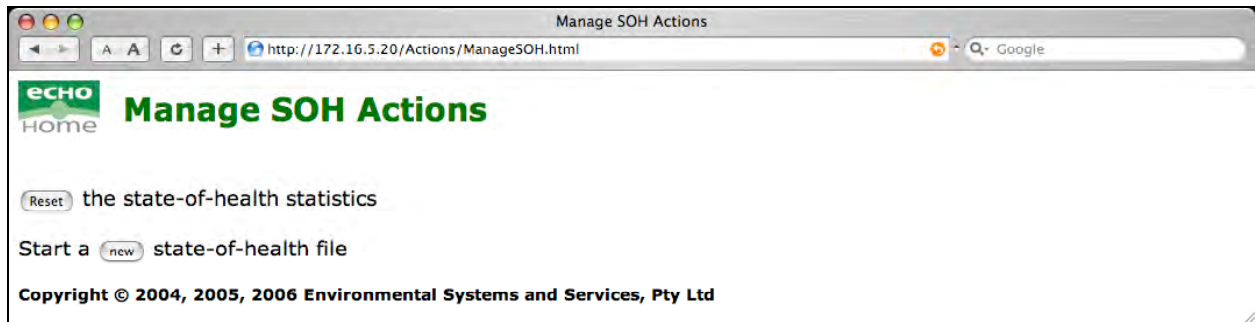 Manage SOH Actions
A A C + http://172.16.5.20/Actions/ManageSOH.html Q Google
ecHO
Home
Manage SOH Actions
Reset the state-of-health statistics
Start a new state-of-health file
Copyright © 2004, 2005, 2006 Environmental Systems and Services, Pty Ltd